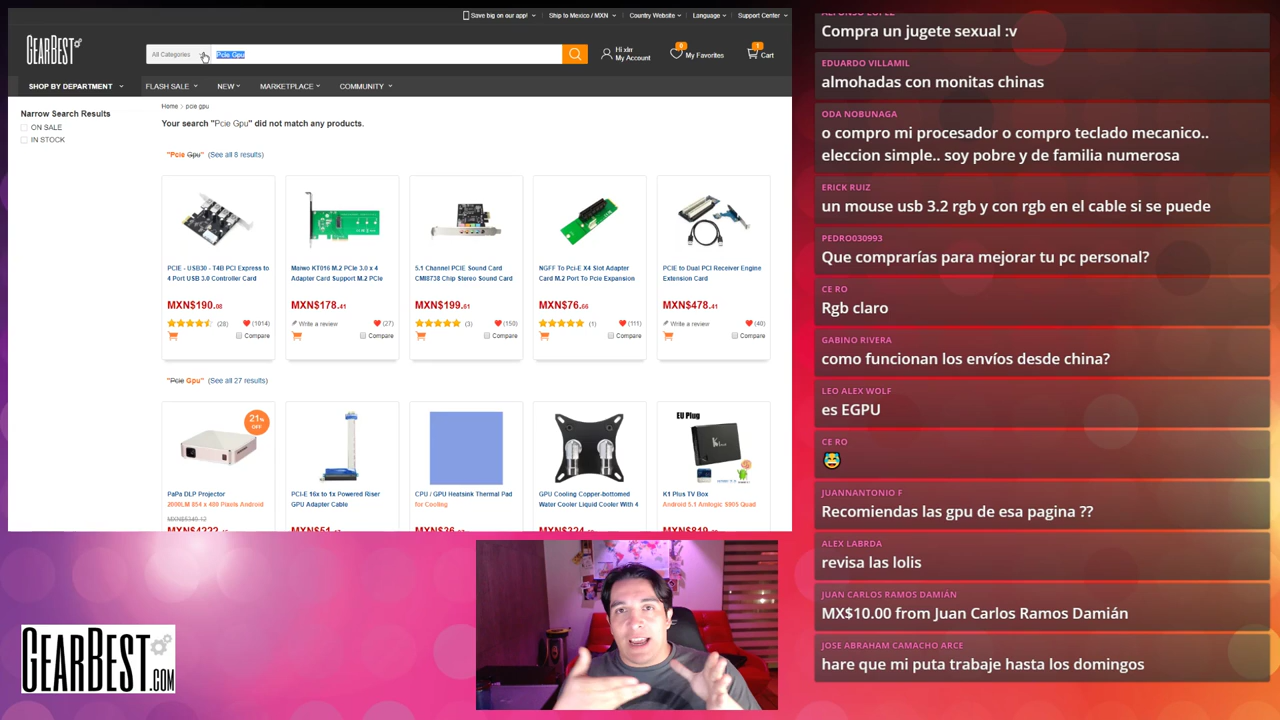 Save big on our app!
Ship to Mexico / MXN
Country Website
Language
Support Center
GEARBEST
All Categories
Pcie Gpu
Hi xlrr
My Account
0
My Favorites
1
Cart
SHOP BY DEPARTMENT
FLASH SALE
NEW
MARKETPLACE
COMMUNITY
Narrow Search Results
ON SALE
IN STOCK
Home > pcie gpu
Your search "Pcie Gpu" did not match any products.
"Pcie Gpu" (See all 8 results)
PCIE - USB30 - T4B PCI Express to
4 Port USB 3.0 Controller Card
MXN$190.08
(28)
(1014)
Compare
Maiwo KT016 M.2 PCIe 3.0 x 4
Adapter Card Support M.2 PCIe
MXN$178.41
Write a review
(27)
Compare
5.1 Channel PCIE Sound Card
CMI8738 Chip Stereo Sound Card
MXN$199.61
(3)
(150)
Compare
NGFF To Pci-E X4 Slot Adapter
Card M.2 Port To Pcie Expansion
MXN$76.66
(1)
(111)
Compare
PCIE to Dual PCI Receiver Engine
Extension Card
MXN$478.41
Write a review
(40)
Compare
"Pcie Gpu" (See all 27 results)
21%
OFF
PaPa DLP Projector
2000LM 854 x 480 Pixels Android
PCI-E 16x to 1x Powered Riser
GPU Adapter Cable
CPU / GPU Heatsink Thermal Pad
for Cooling
GPU Cooling Copper-bottomed
Water Cooler Liquid Cooler With 4
EU Plug
K1 Plus TV Box
Android 5.1 Amlogic S905 Quad
GEARBEST
.COM
ALFONSO LOPEZ
Compra un jugete sexual :v
EDUARDO VILLAMIL
almohadas con monitas chinas
ODA NOBUNAGA
o compro mi procesador o compro teclado mecanico..
eleccion simple.. soy pobre y de familia numerosa
ERICK RUIZ
un mouse usb 3.2 rgb y con rgb en el cable si se puede
PEDRO030993
Que comprarías para mejorar tu pc personal?
CE RO
Rgb claro
GABINO RIVERA
como funcionan los envíos desde china?
LEO ALEX WOLF
es EGPU
CE RO
JUANNANTONIO F
Recomiendas las gpu de esa pagina ??
ALEX LABRDA
revisa las lolis
JUAN CARLOS RAMOS DAMIÁN
MX$10.00 from Juan Carlos Ramos Damián
JOSE ABRAHAM CAMACHO ARCE
hare que mi puta trabaje hasta los domingos